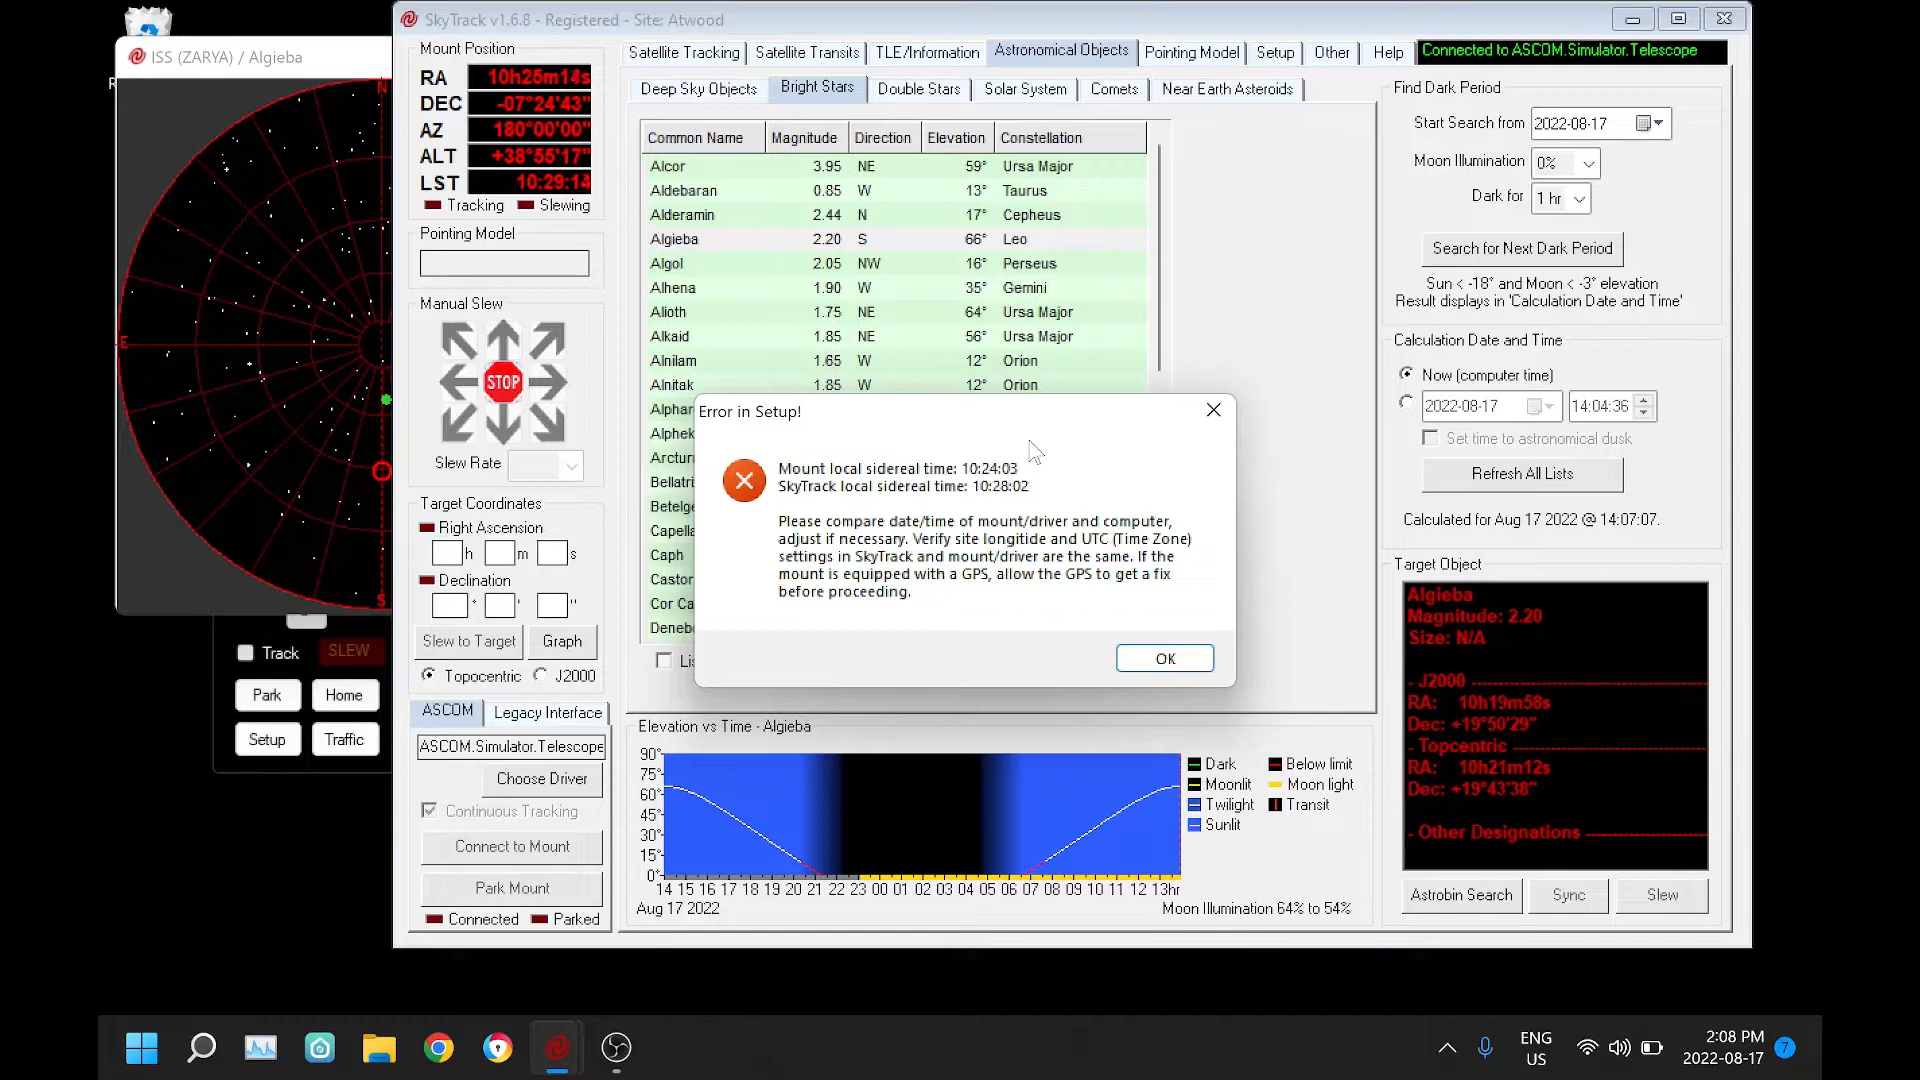 SkyTrack v1.6.8 - Registered - Site: Atwood
ISS (ZARYA) / Algieba
N
E
S
Track
SLEW
Park
Home
Setup
Traffic
Mount Position
RA 10h25m14s
DEC -07°24'43"
AZ 180°00'00"
ALT +38°55'17"
LST 10:29:14
Tracking Slewing
Pointing Model
Manual Slew
STOP
Slew Rate
Target Coordinates
Right Ascension
h m s
Declination
° ' "
Slew to Target Graph
Topocentric J2000
ASCOM Legacy Interface
ASCOM.Simulator.Telescope
Choose Driver
Continuous Tracking
Connect to Mount
Park Mount
Connected Parked
Satellite Tracking Satellite Transits TLE/Information Astronomical Objects Pointing Model Setup Other Help
Connected to ASCOM.Simulator.Telescope
Deep Sky Objects Bright Stars Double Stars Solar System Comets Near Earth Asteroids
Common Name Magnitude Direction Elevation Constellation
Alcor 3.95 NE 59° Ursa Major
Aldebaran 0.85 W 13° Taurus
Alderamin 2.44 N 17° Cepheus
Algieba 2.20 S 66° Leo
Algol 2.05 NW 16° Perseus
Alhena 1.90 W 35° Gemini
Alioth 1.75 NE 64° Ursa Major
Alkaid 1.85 NE 56° Ursa Major
Alnilam 1.65 W 12° Orion
Alnitak 1.85 W 12° Orion
Alphar
Alphek
Arctur
Bellatri
Betelge
Capella
Caph
Castor
Cor Ca
Deneb
Lis
Error in Setup!
Mount local sidereal time: 10:24:03
SkyTrack local sidereal time: 10:28:02
Please compare date/time of mount/driver and computer,
adjust if necessary. Verify site longitide and UTC (Time Zone)
settings in SkyTrack and mount/driver are the same. If the
mount is equipped with a GPS, allow the GPS to get a fix
before proceeding.
OK
Elevation vs Time - Algieba
90°
75°
60°
45°
30°
15°
0°
14 15 16 17 18 19 20 21 22 23 00 01 02 03 04 05 06 07 08 09 10 11 12 13hr
Aug 17 2022
Moon Illumination 64% to 54%
Dark Below limit
Moonlit Moon light
Twilight Transit
Sunlit
Find Dark Period
Start Search from 2022-08-17
Moon Illumination 0%
Dark for 1 hr
Search for Next Dark Period
Sun < -18° and Moon < -3° elevation
Result displays in 'Calculation Date and Time'
Calculation Date and Time
Now (computer time)
2022-08-17 14:04:36
Set time to astronomical dusk
Refresh All Lists
Calculated for Aug 17 2022 @ 14:07:07.
Target Object
Algieba
Magnitude: 2.20
Size: N/A
- J2000
RA: 10h19m58s
Dec: +19°50'29"
- Topcentric
RA: 10h21m12s
Dec: +19°43'38"
- Other Designations
Astrobin Search Sync Slew
ENG
US
2:08 PM
2022-08-17
7